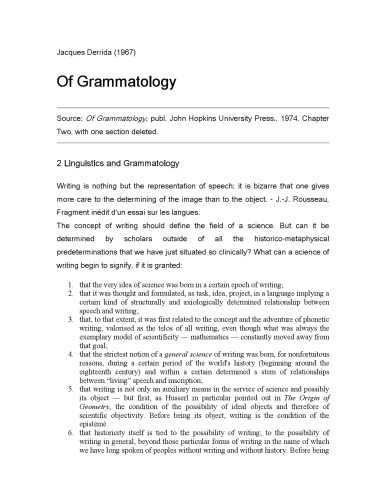 Jacques Derrida (1967)
Of Grammatology
Source: Of Grammatology, publ. John Hopkins University Press., 1974. Chapter
Two, with one section deleted.
2 Linguistics and Grammatology
Writing is nothing but the representation of speech; it is bizarre that one gives
more care to the determining of the image than to the object. - J.-J. Rousseau,
Fragment inédit d'un essai sur les langues.
The concept of writing should define the field of a science. But can it be
determined by scholars outside of all the historico-metaphysical
predeterminations that we have just situated so clinically? What can a science of
writing begin to signify, if it is granted:
1. that the very idea of science was born in a certain epoch of writing;
2. that it was thought and formulated, as task, idea, project, in a language implying a
certain kind of structurally and axiologically determined relationship between
speech and writing;
3. that, to that extent, it was first related to the concept and the adventure of phonetic
writing, valorised as the telos of all writing, even though what was always the
exemplary model of scientificity — mathematics — constantly moved away from
that goal;
4. that the strictest notion of a general science of writing was born, for nonfortuitous
reasons, during a certain period of the world's history (beginning around the
eighteenth century) and within a certain determined s stem of relationships
between "living" speech and inscription;
5. that writing is not only an auxiliary means in the service of science and possibly
its object — but first, as Husserl in particular pointed out in The Origin of
Geometry, the condition of the possibility of ideal objects and therefore of
scientific objectivity. Before being its object, writing is the condition of the
epistémè.
6. that historicity itself is tied to the possibility of writing; to the possibility of
writing in general, beyond those particular forms of writing in the name of which
we have long spoken of peoples without writing and without history. Before being